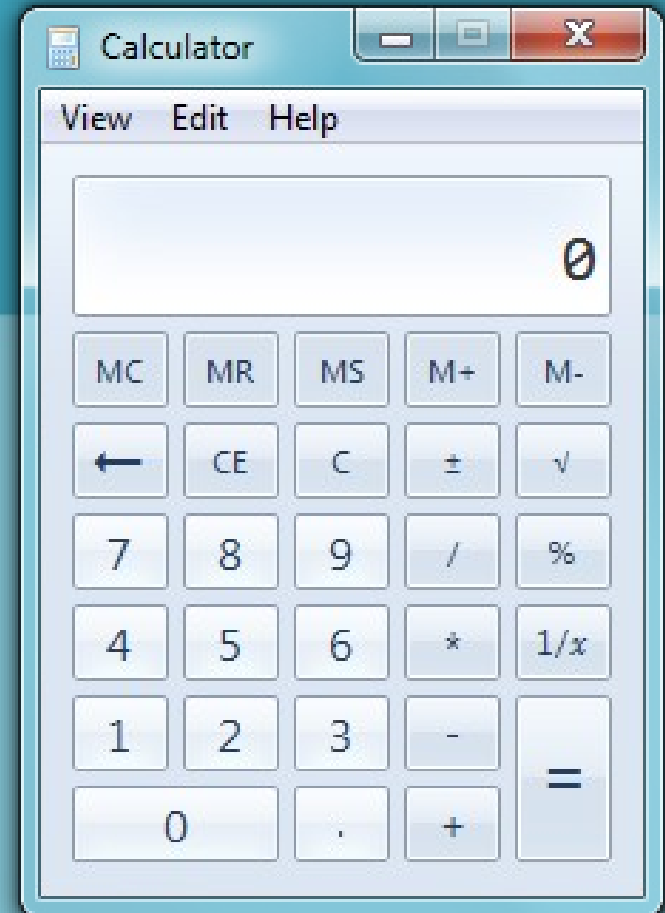 Calculator
View Edit Help
0
MC MR MS M+ M-
← CE C ± √
7 8 9 / %
4 5 6 * 1/x
1 2 3 - =
0 . +